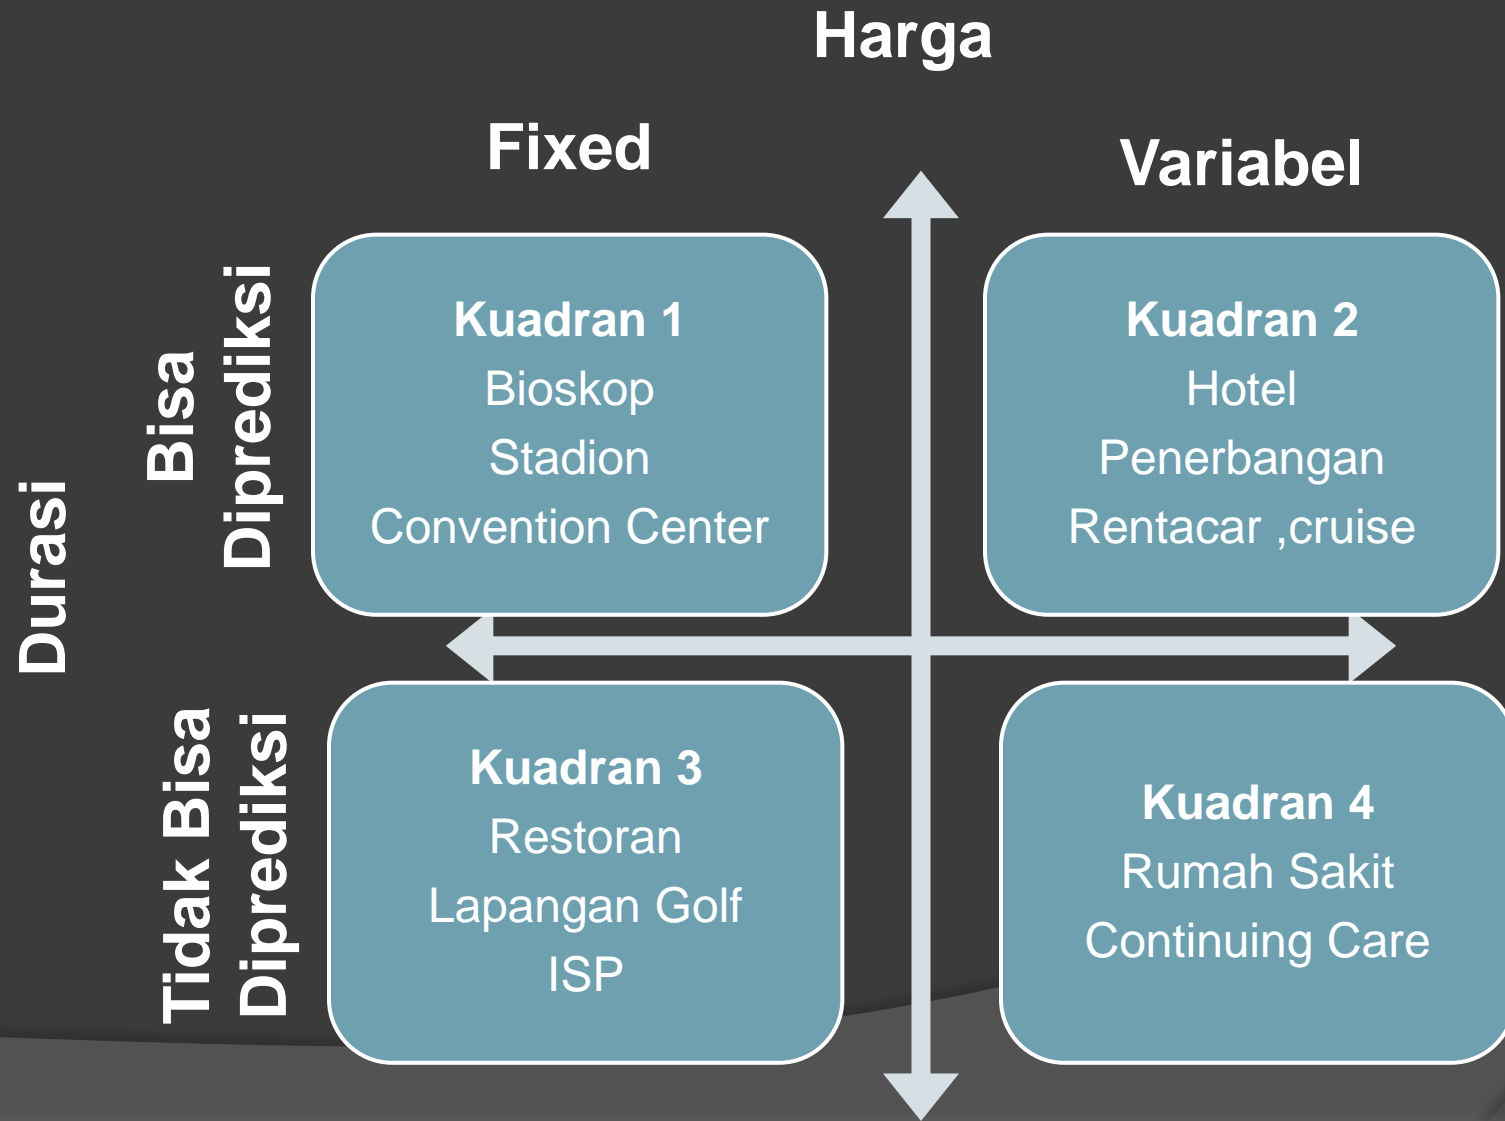 Harga
Fixed
Variabel
Durasi
Bisa
Diprediksi
Kuadran 1
Bioskop
Stadion
Convention Center
Kuadran 2
Hotel
Penerbangan
Rentacar ,cruise
Tidak Bisa
Diprediksi
Kuadran 3
Restoran
Lapangan Golf
ISP
Kuadran 4
Rumah Sakit
Continuing Care